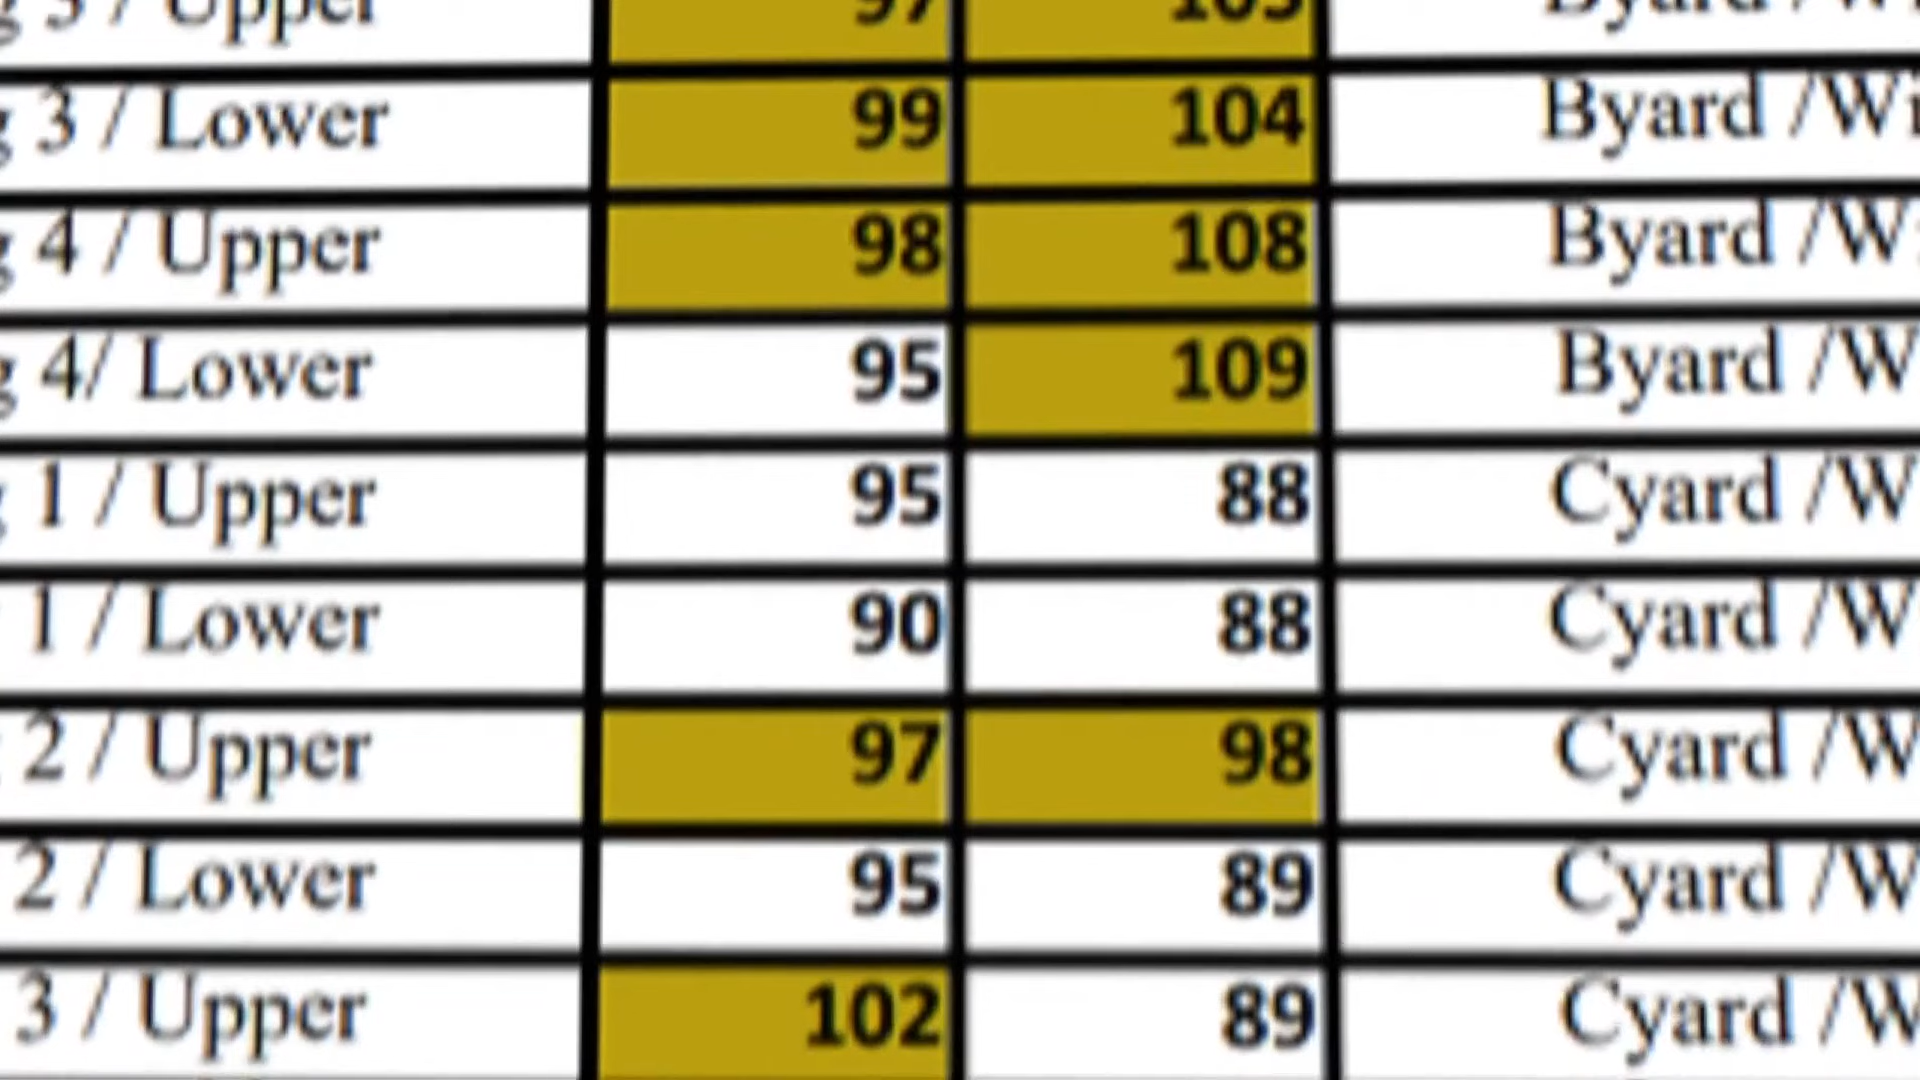 3 / Upper 97
g 3 / Lower 99 104 Byard /Wi
g 4 / Upper 98 108 Byard /W
g 4/ Lower 95 109 Byard /W
1 / Upper 95 88 Cyard /W
1 / Lower 90 88 Cyard /W
2 / Upper 97 98 Cyard /W
2 / Lower 95 89 Cyard /W
3 / Upper 102 89 Cyard /W